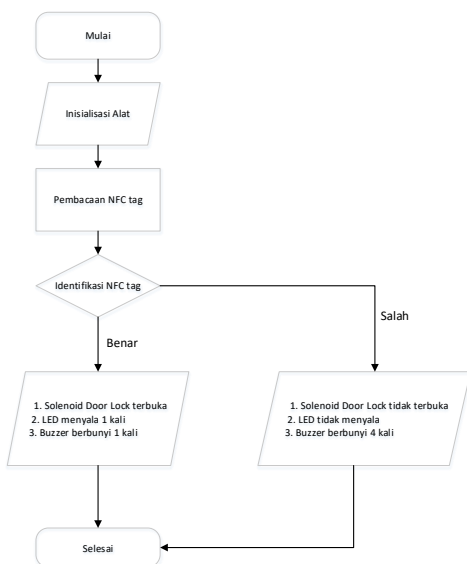 Mulai
Inisialisasi Alat
Pembacaan NFC tag
Identifikasi NFC tag
Salah
Benar
1. Solenoid Door Lock terbuka
2. LED menyala 1 kali
3. Buzzer berbunyi 1 kali
1. Solenoid Door Lock tidak terbuka
2. LED tidak menyala
3. Buzzer berbunyi 4 kali
Selesai